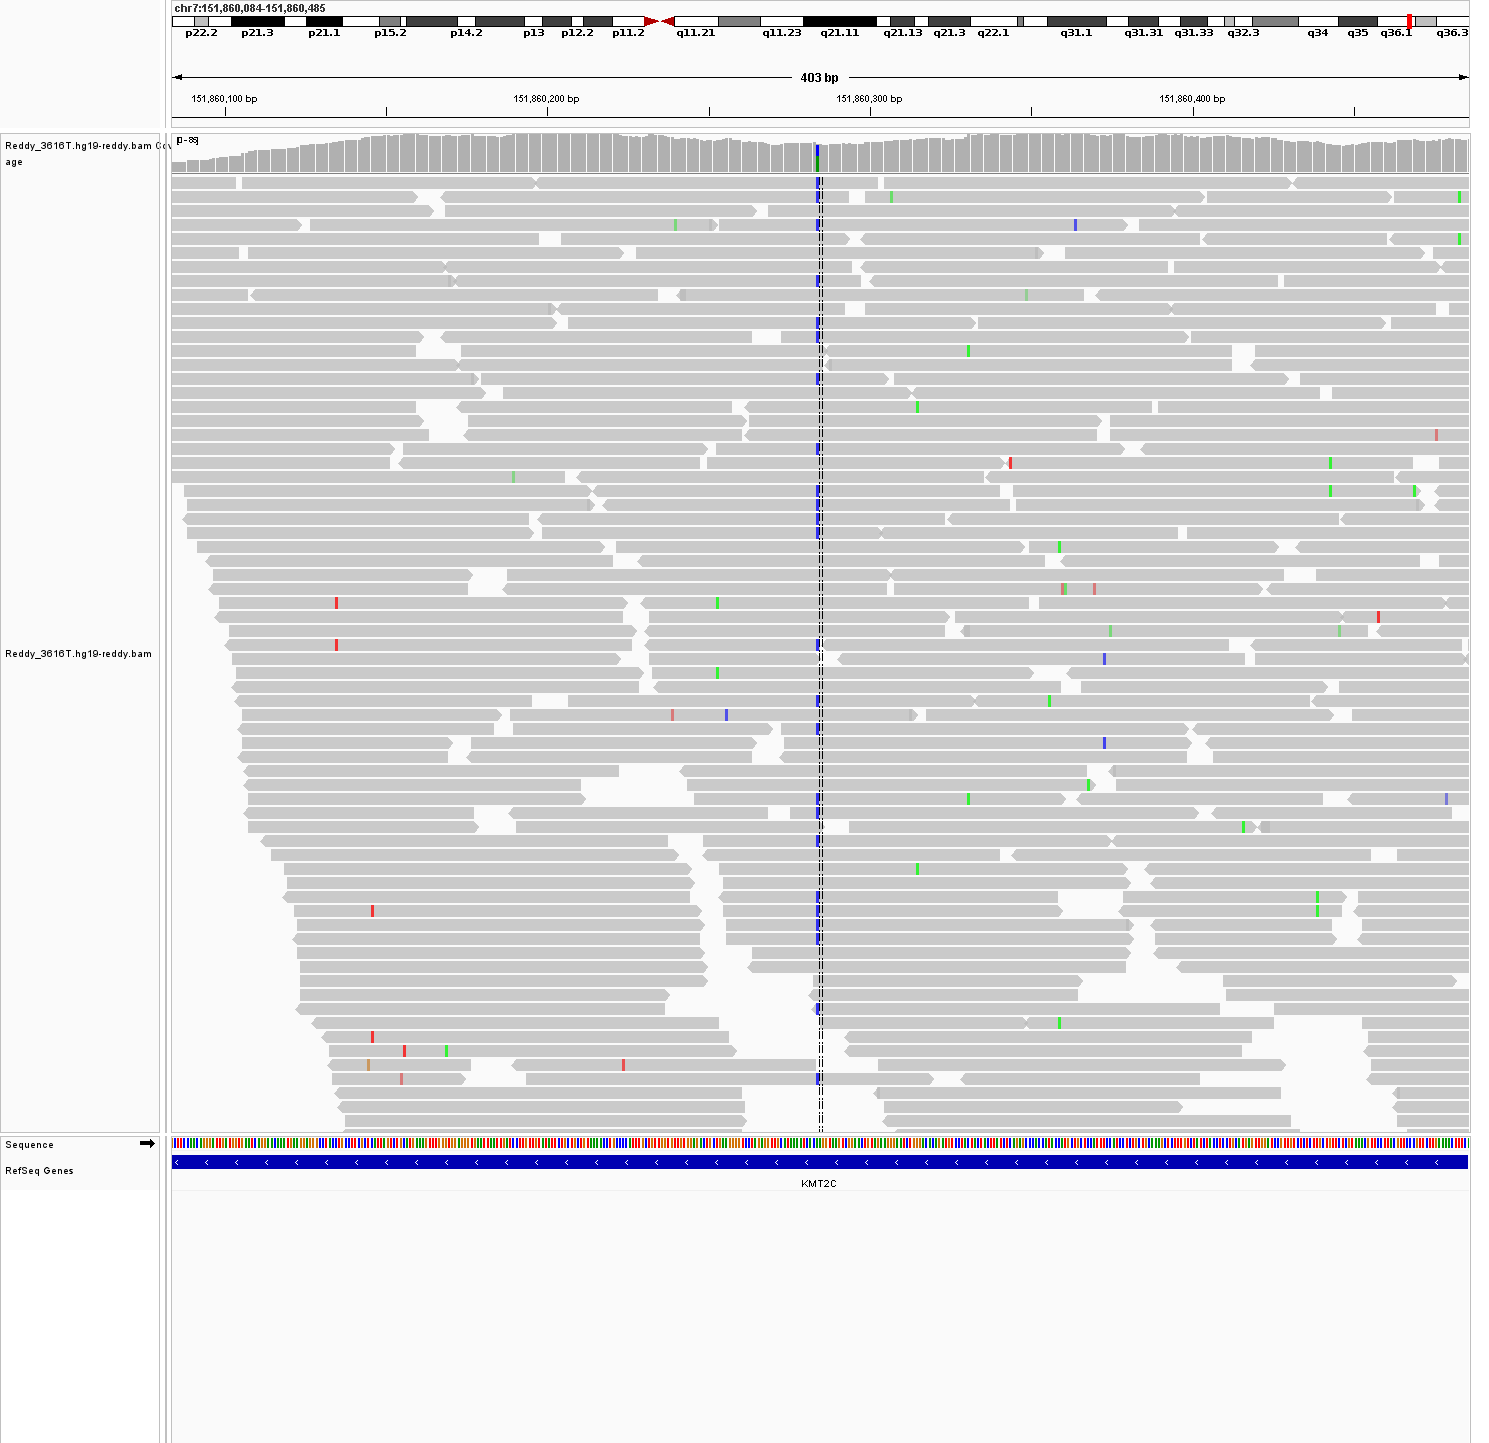 chr7:151,860,084-151,860,485
p22.2 p21.3 p21.1 p15.2 p14.2 p13 p12.2 p11.2 q11.21 q11.23 q21.11 q21.13 q21.3 q22.1 q31.1 q31.31 q31.33 q32.3 q34 q35 q36.1 q36.3
403 bp
151,860,100 bp 151,860,200 bp 151,860,300 bp 151,860,400 bp
[0-89]
Reddy_3616T.hg19-reddy.bam Cov
age
Reddy_3616T.hg19-reddy.bam
Sequence
RefSeq Genes
KMT2C